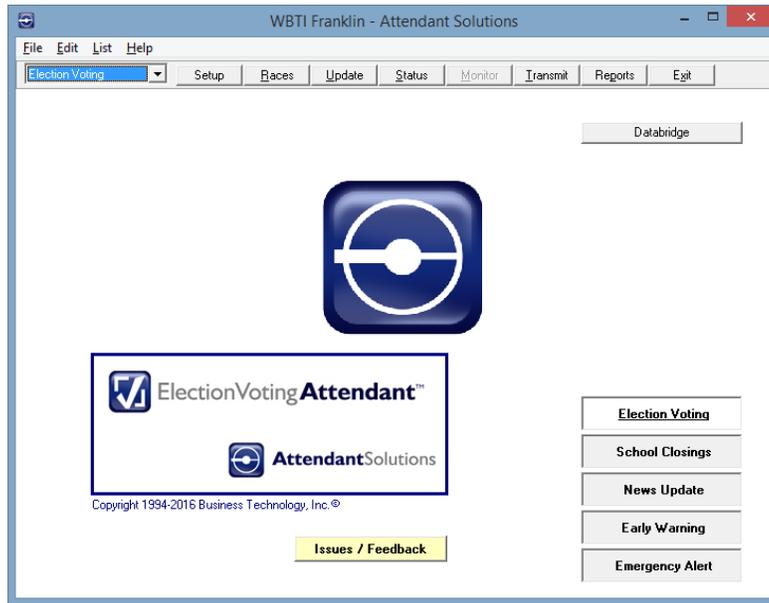 WBTI Franklin - Attendant Solutions
File Edit List Help
Election Voting Setup Races Update Status Monitor Transmit Reports Exit
Databridge
ElectionVotingAttendant™
AttendantSolutions
Copyright 1994-2016 Business Technology, Inc.©
Issues / Feedback
Election Voting
School Closings
News Update
Early Warning
Emergency Alert